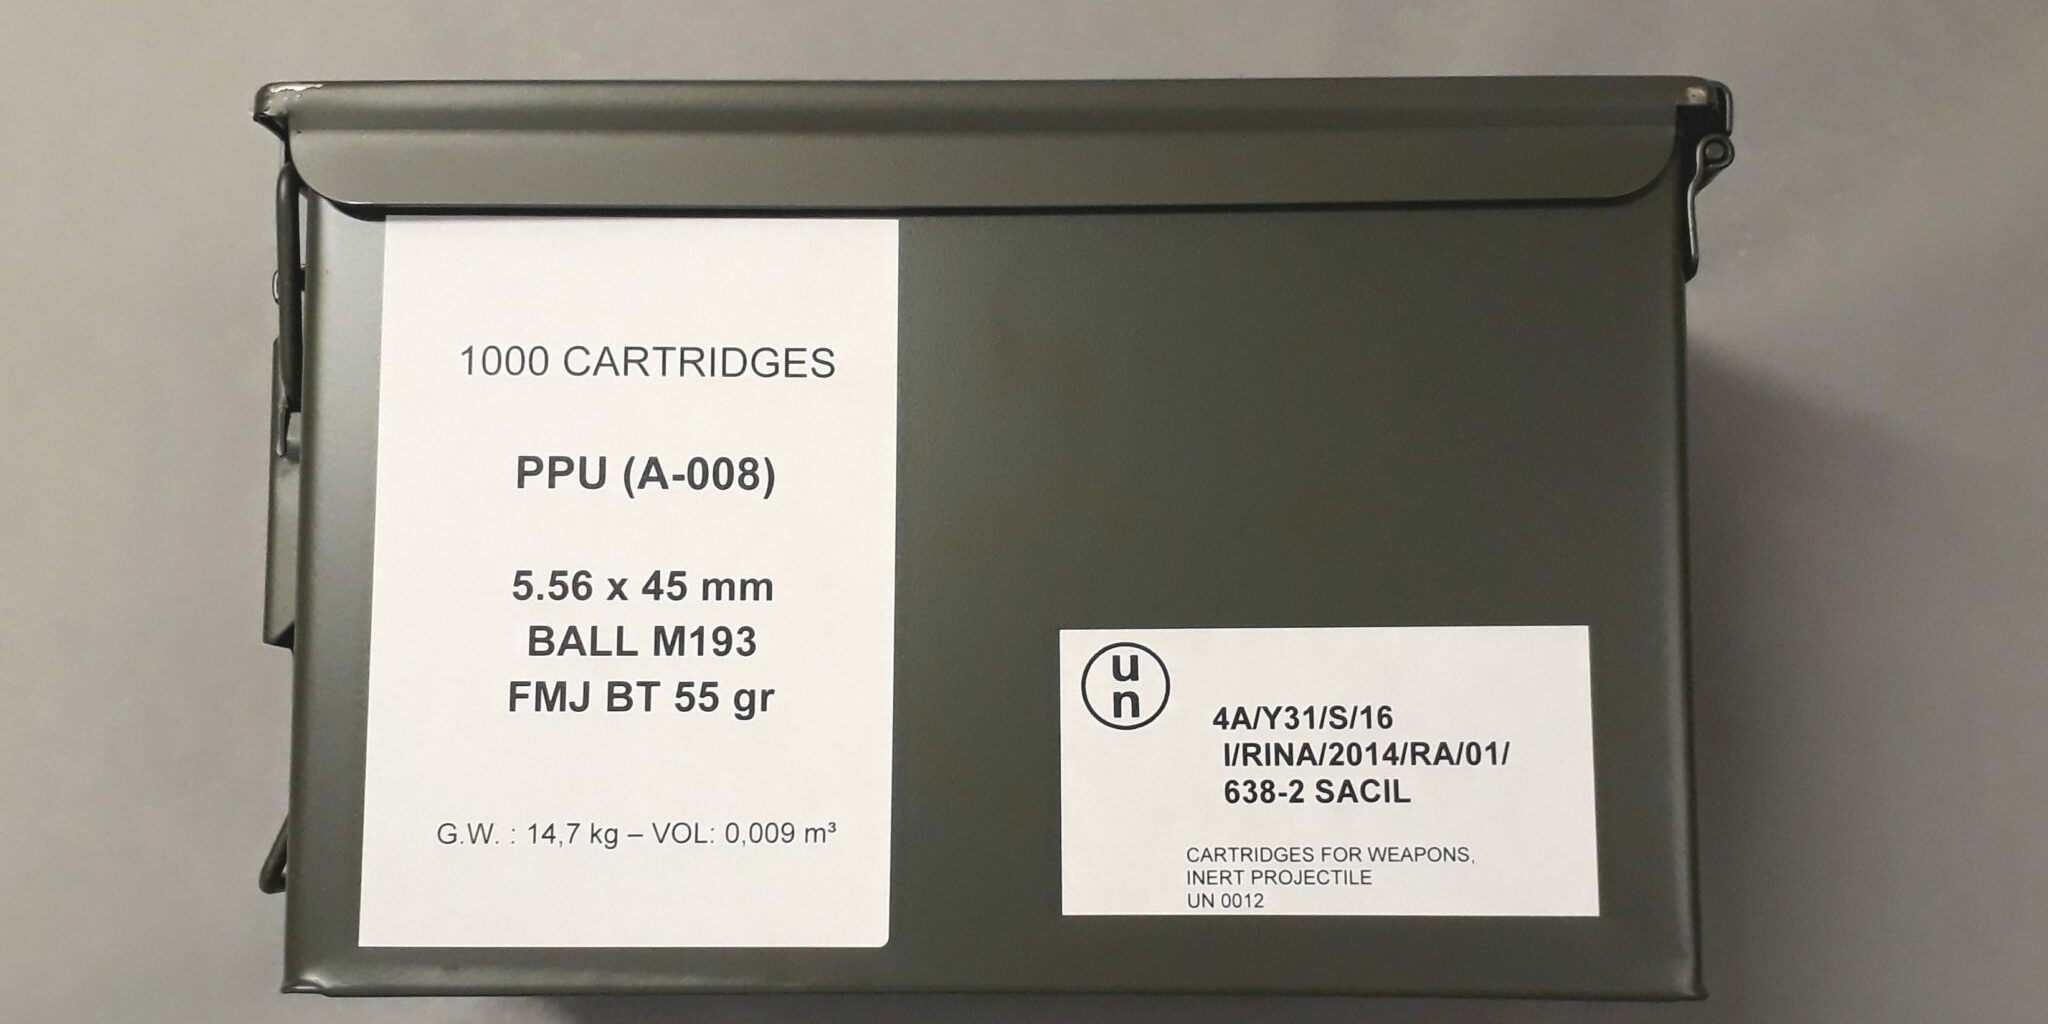 1000 CARTRIDGES
PPU (A-008)
5.56 x 45 mm
BALL M193
FMJ BT 55 gr
G.W. : 14,7 kg – VOL: 0,009 m³
un
4A/Y31/S/16
I/RINA/2014/RA/01/
638-2 SACIL
CARTRIDGES FOR WEAPONS,
INERT PROJECTILE
UN 0012